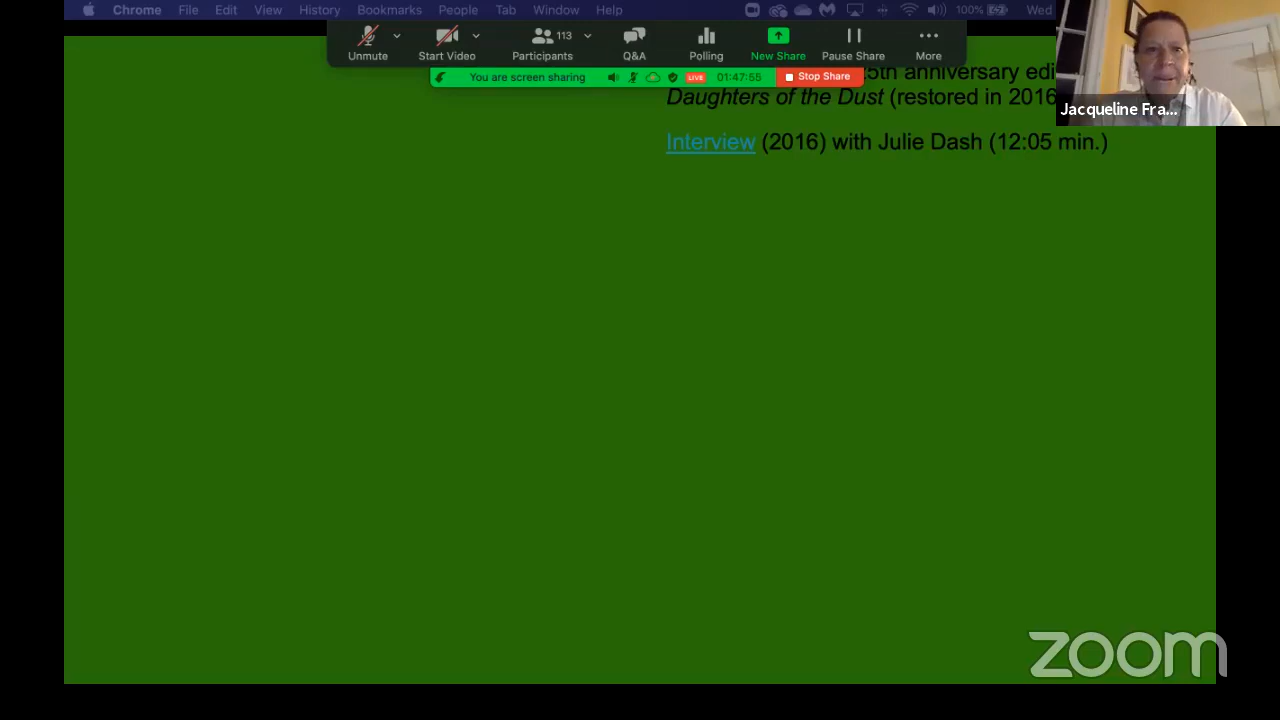 Chrome File Edit View History Bookmarks People Tab Window Help 100% Wed
Unmute Start Video Participants 113 Q&A Polling New Share Pause Share More
You are screen sharing LIVE 01:47:55 Stop Share
5th anniversary edi
Daughters of the Dust (restored in 2016
Jacqueline Fra...
Interview (2016) with Julie Dash (12:05 min.)
zoom